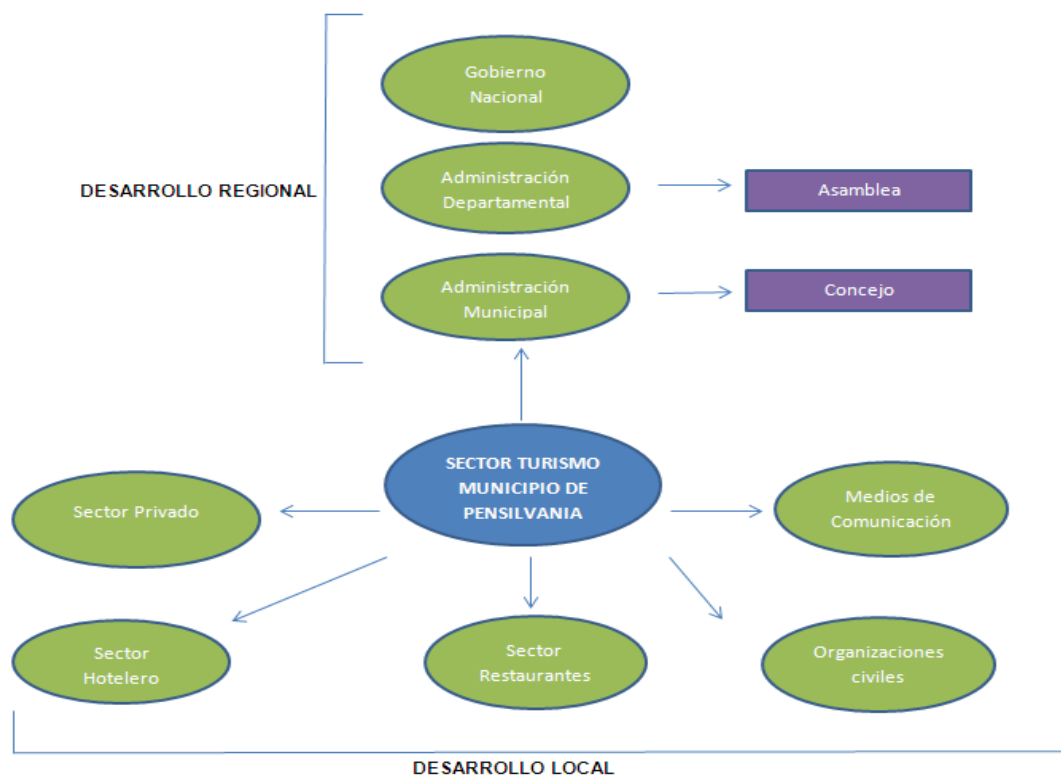 Gobierno
Nacional
DESARROLLO REGIONAL
Administración
Departamental
Asamblea
Administración
Municipal
Concejo
SECTOR TURISMO
MUNICIPIO DE
PENSILVANIA
Sector Privado
Medios de
Comunicación
Sector
Hotelero
Sector
Restaurantes
Organizaciones
civiles
DESARROLLO LOCAL